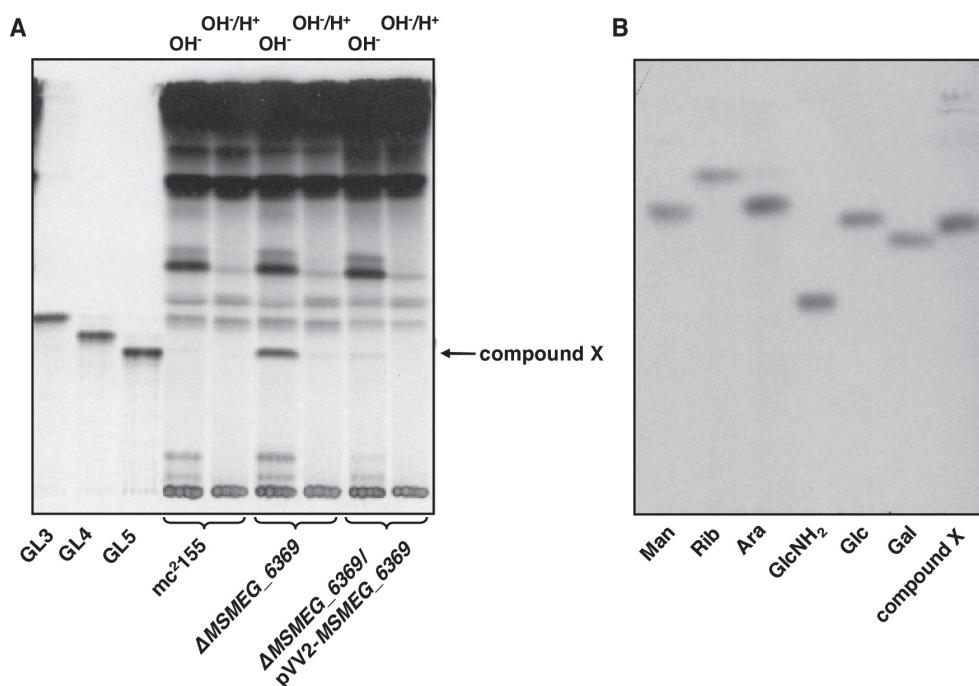 A
OH⁻ OH⁻/H⁺ OH⁻ OH⁻/H⁺ OH⁻ OH⁻/H⁺
compound X
GL3 GL4 GL5 mc²155 ΔMSMEG_6369 ΔMSMEG_6369/
pVV2-MSMEG_6369
B
Man Rib Ara GlcNH₂ Glc Gal compound X